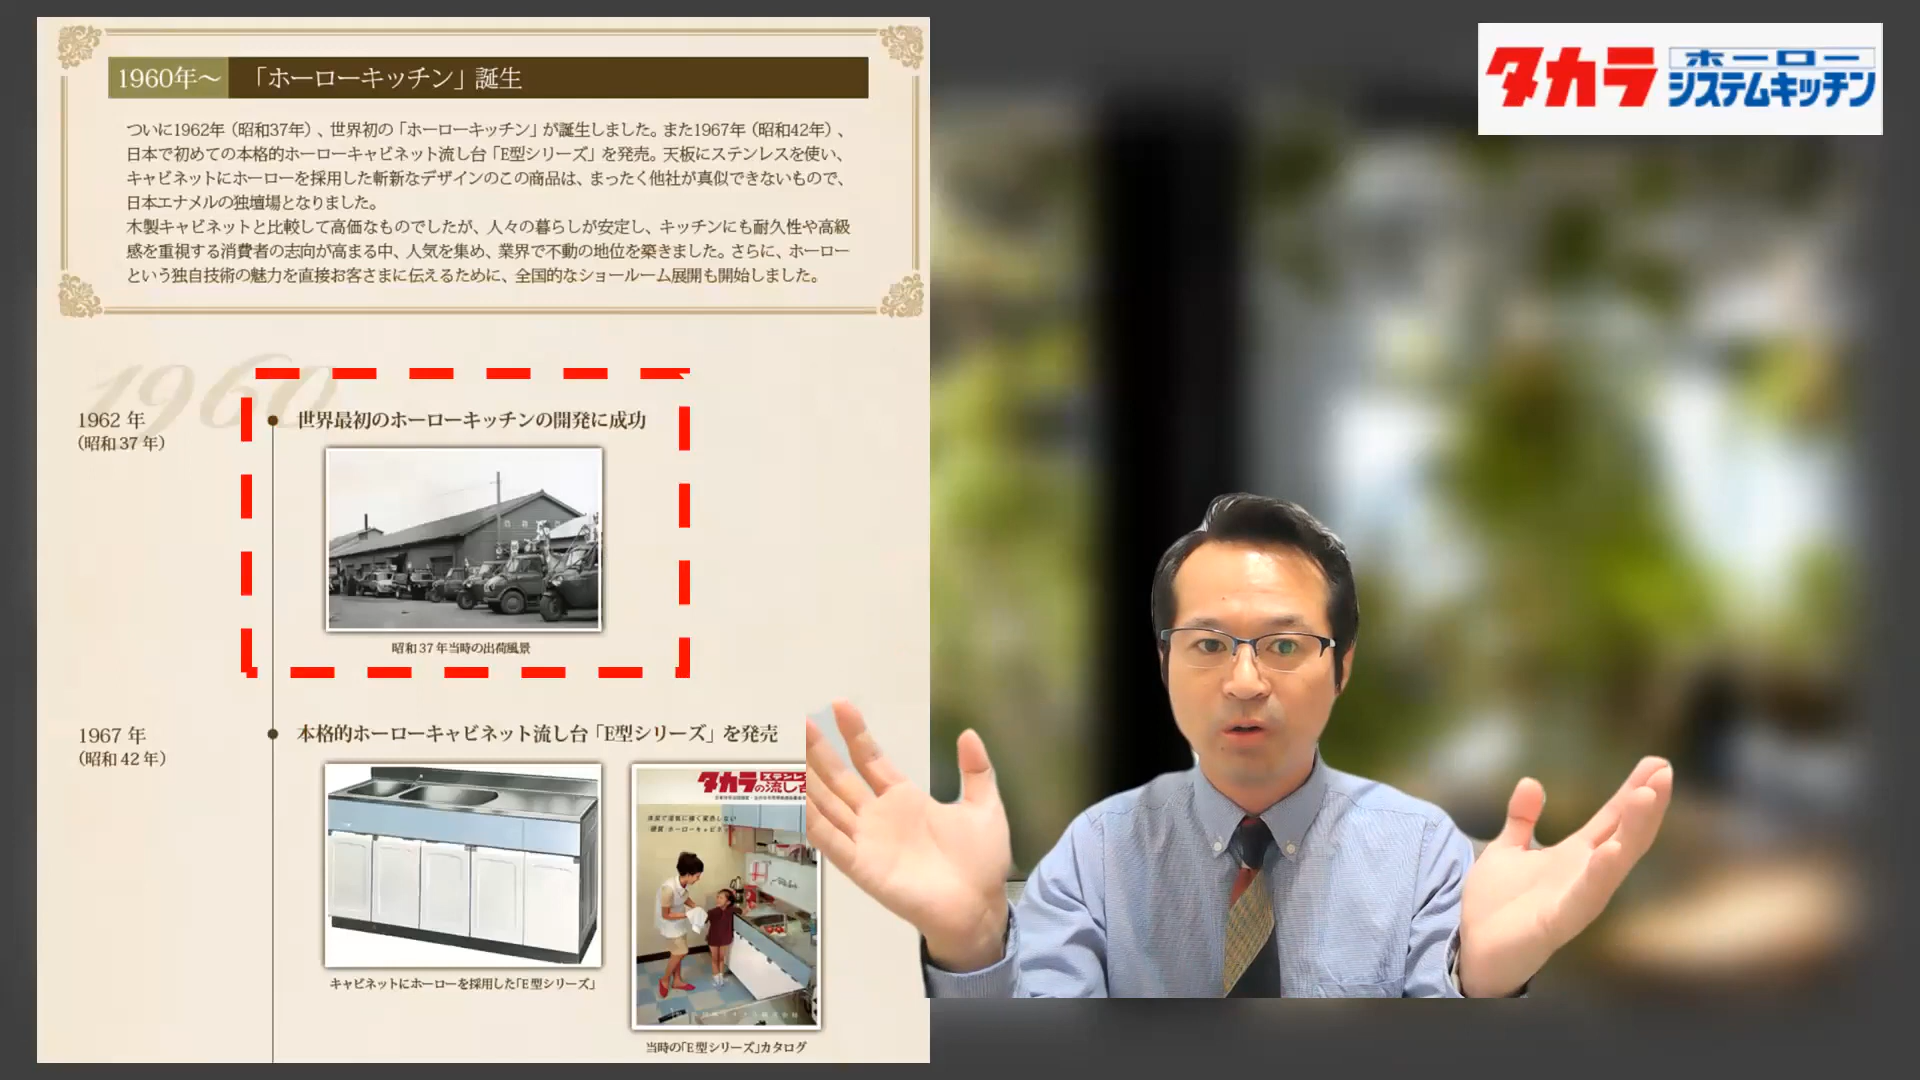 1960年～ 「ホーローキッチン」誕生
ついに1962年(昭和37年)、世界初の「ホーローキッチン」が誕生しました。また1967年(昭和42年)、
日本で初めての本格的ホーローキャビネット流し台「E型シリーズ」を発売。天板にステンレスを使い、
キャビネットにホーローを採用した斬新なデザインのこの商品は、まったく他社が真似できないもので、
日本エナメルの独壇場となりました。
木製キャビネットと比較して高価なものでしたが、人々の暮らしが安定し、キッチンにも耐久性や高級
感を重視する消費者の志向が高まる中、人気を集め、業界で不動の地位を築きました。さらに、ホーロー
という独自技術の魅力を直接お客さまに伝えるために、全国的なショールーム展開も開始しました。
1960
1962年
(昭和37年)
世界最初のホーローキッチンの開発に成功
昭和37年当時の出荷風景
1967年
(昭和42年)
本格的ホーローキャビネット流し台「E型シリーズ」を発売
タカラ
ステンレス
の流し台
キャビネットにホーローを採用した「E型シリーズ」
当時の「E型シリーズ」カタログ
タカラ
ホーロー
システムキッチン